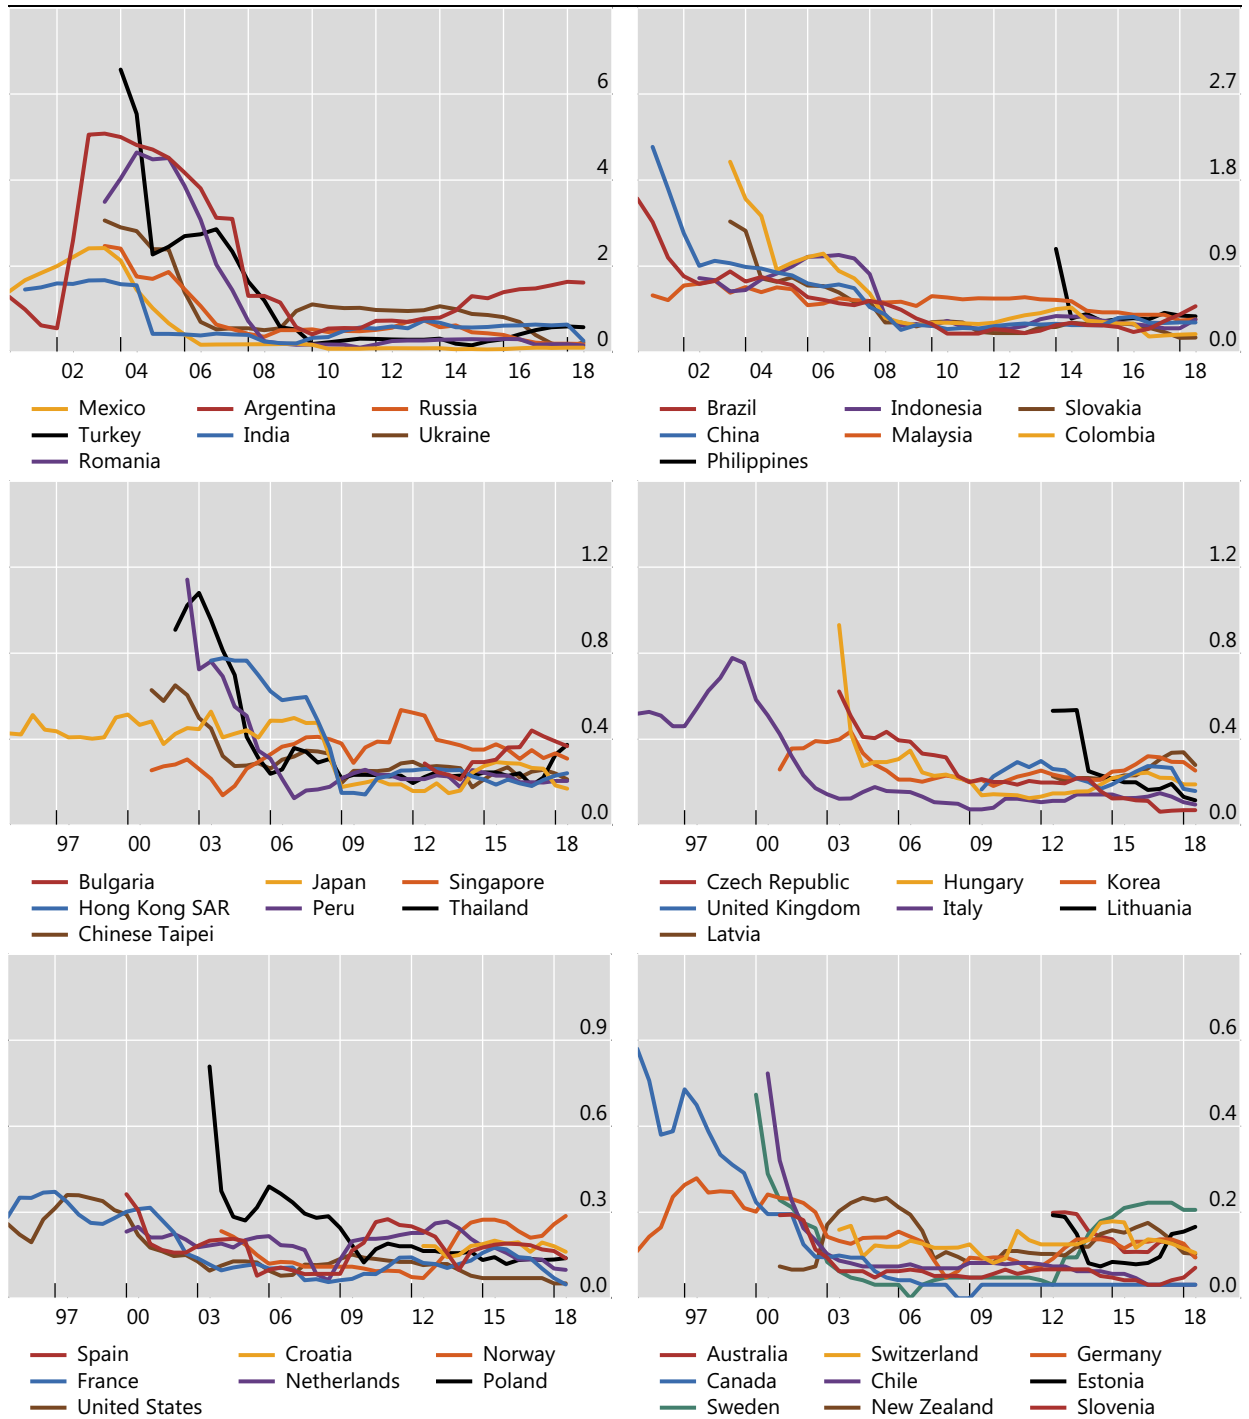 6 2.7
4 1.8
2 0.9
0 0.0
02 04 06 08 10 12 14 16 18 02 04 06 08 10 12 14 16 18
Mexico Argentina Russia Brazil Indonesia Slovakia
Turkey India Ukraine China Malaysia Colombia
Romania Philippines
1.2 1.2
0.8 0.8
0.4 0.4
0.0 0.0
97 00 03 06 09 12 15 18 97 00 03 06 09 12 15 18
Bulgaria Japan Singapore Czech Republic Hungary Korea
Hong Kong SAR Peru Thailand United Kingdom Italy Lithuania
Chinese Taipei Latvia
0.9 0.6
0.6 0.4
0.3 0.2
0.0 0.0
97 00 03 06 09 12 15 18 97 00 03 06 09 12 15 18
Spain Croatia Norway Australia Switzerland Germany
France Netherlands Poland Canada Chile Estonia
United States Sweden New Zealand Slovenia